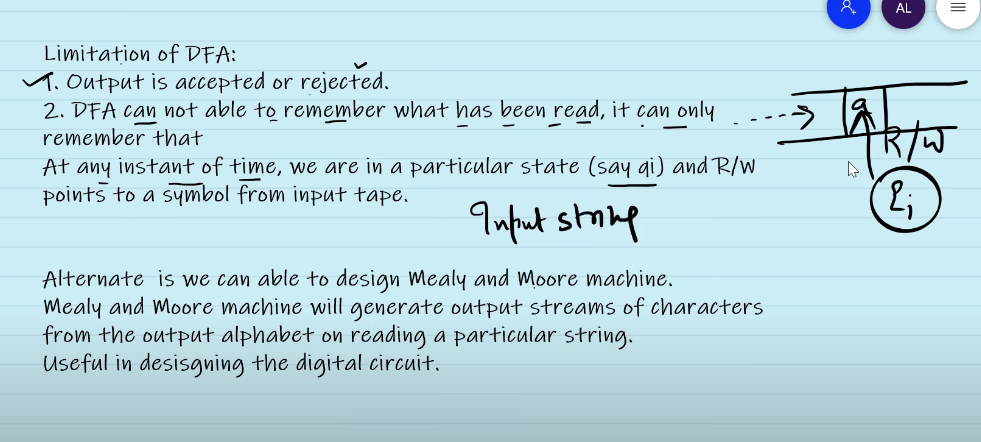 AL
Limitation of DFA:
1. Output is accepted or rejected.
2. DFA can not able to remember what has been read, it can only
remember that
At any instant of time, we are in a particular state (say qi) and R/W
points to a symbol from input tape.
a
R/W
qi
Input string
Alternate is we can able to design Mealy and Moore machine.
Mealy and Moore machine will generate output streams of characters
from the output alphabet on reading a particular string.
Useful in desisgning the digital circuit.